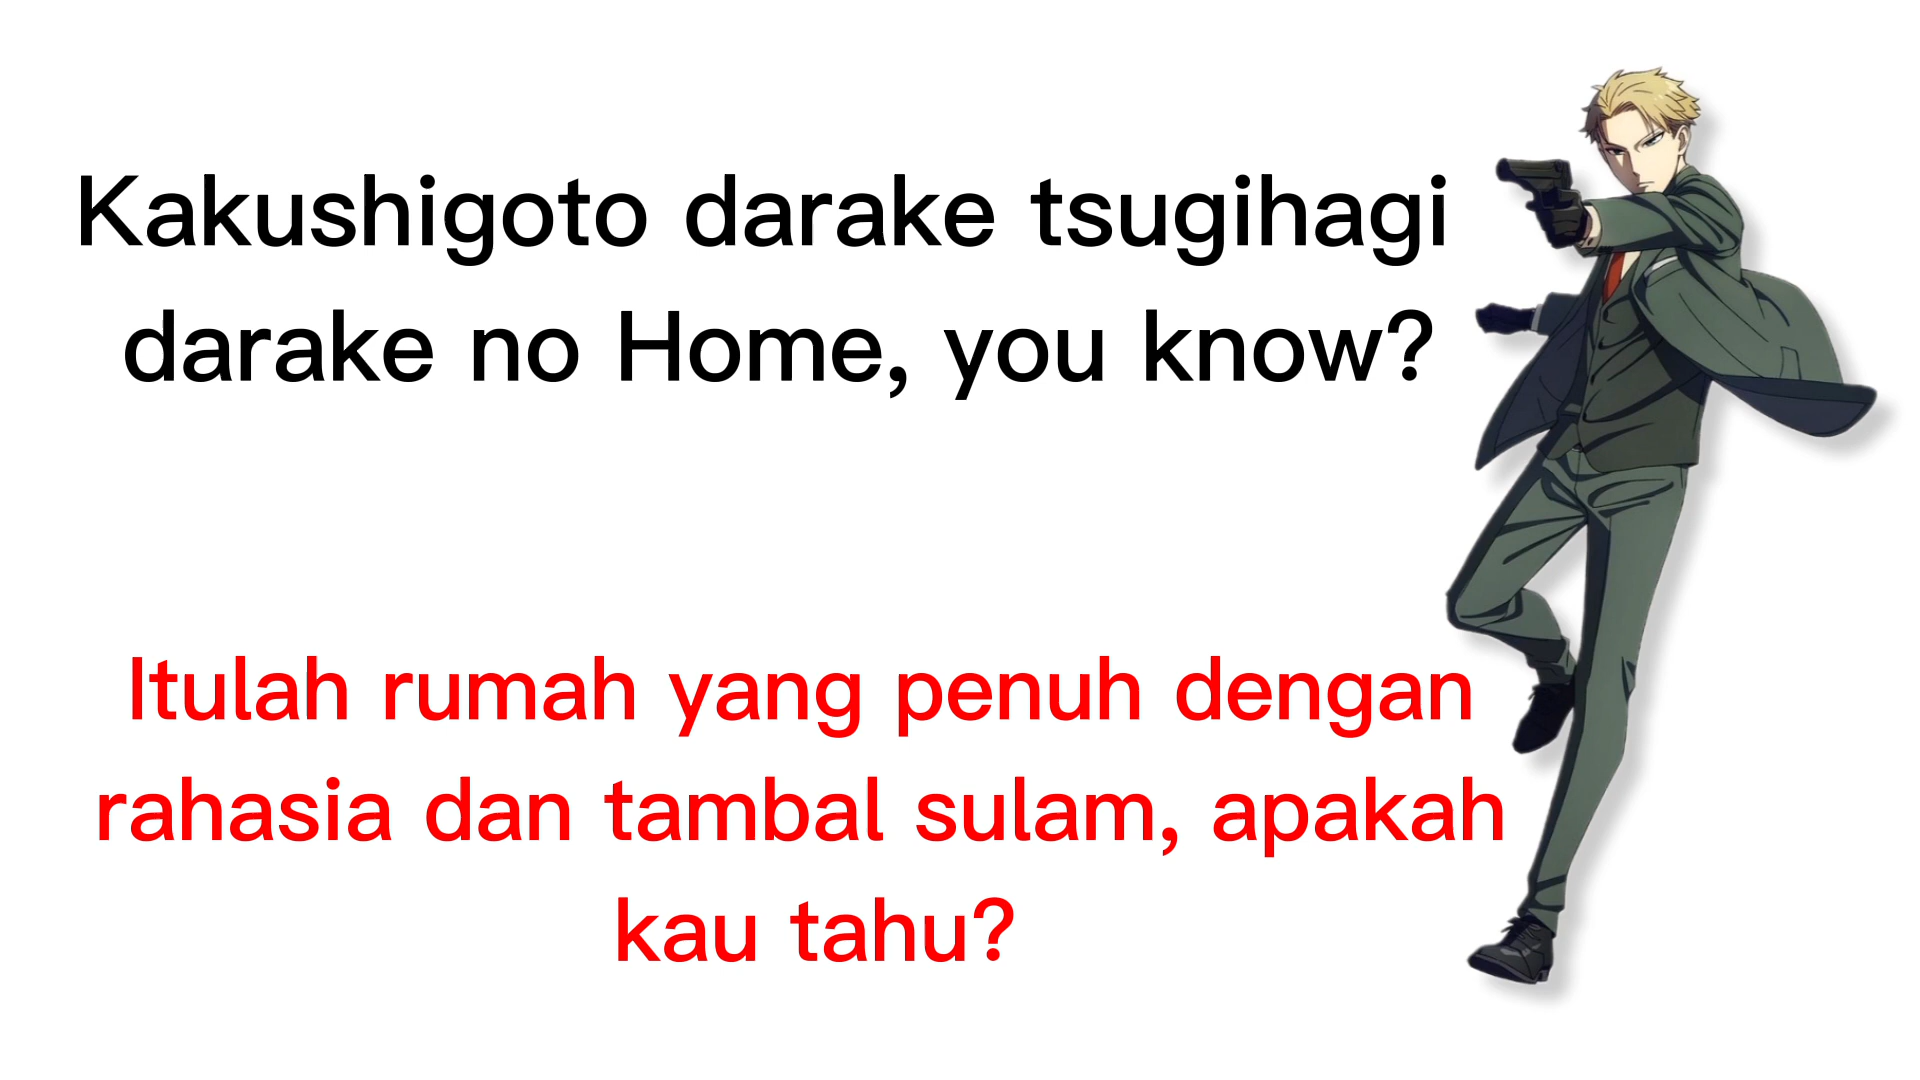 Kakushigoto darake tsugihagi
darake no Home, you know?
Itulah rumah yang penuh dengan
rahasia dan tambal sulam, apakah
kau tahu?